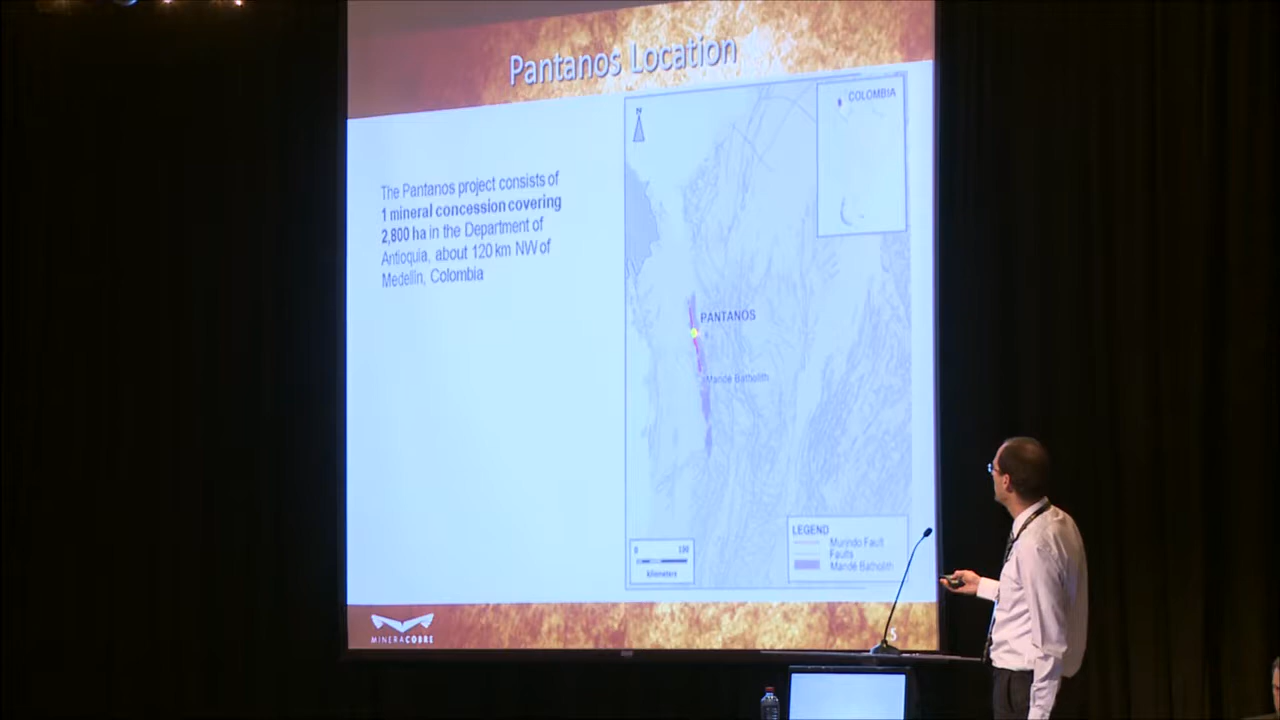 Pantanos Location
The Pantanos project consists of
1 mineral concession covering
2,800 ha in the Department of
Antioquia, about 120 km NW of
Medellin, Colombia
N
COLOMBIA
PANTANOS
Mandé Batholith
LEGEND
Murindo Fault
Faults
Mandé Batholith
0 100
kilometers
MINERACOBRE
5